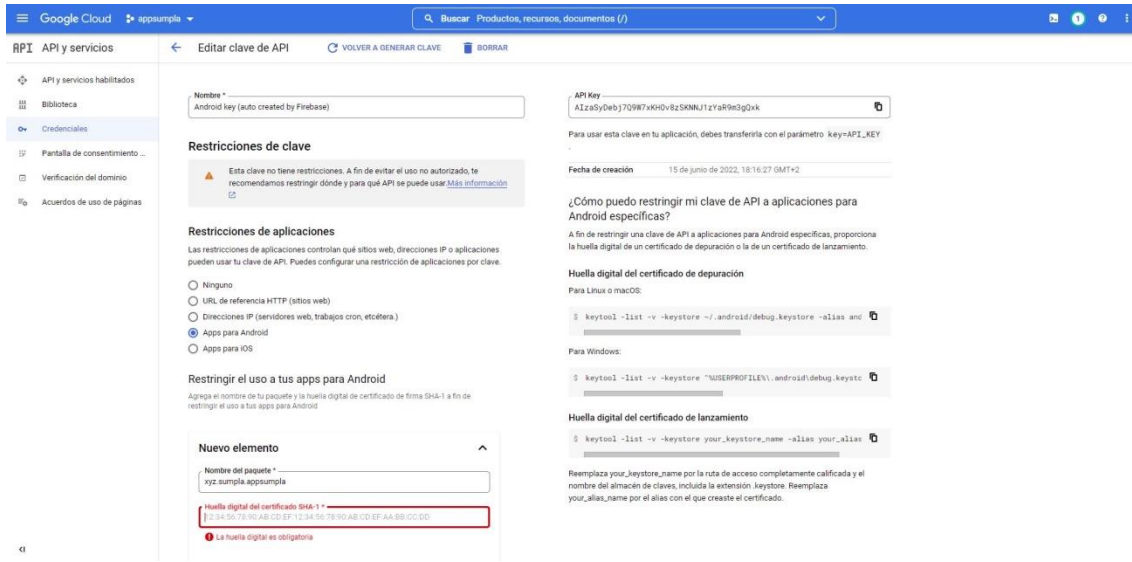 Google Cloud
appsumpla
Buscar Productos, recursos, documentos (/)
1
API API y servicios
Editar clave de API
VOLVER A GENERAR CLAVE
BORRAR
API y servicios habilitados
Biblioteca
Credenciales
Pantalla de consentimiento ...
Verificación del dominio
Acuerdos de uso de páginas
Nombre *
Android key (auto created by Firebase)
Restricciones de clave
Esta clave no tiene restricciones. A fin de evitar el uso no autorizado, te
recomendamos restringir dónde y para qué API se puede usar.Más información
Restricciones de aplicaciones
Las restricciones de aplicaciones controlan qué sitios web, direcciones IP o aplicaciones
pueden usar tu clave de API. Puedes configurar una restricción de aplicaciones por clave.
Ninguno
URL de referencia HTTP (sitios web)
Direcciones IP (servidores web, trabajos cron, etcétera.)
Apps para Android
Apps para iOS
Restringir el uso a tus apps para Android
Agrega el nombre de tu paquete y la huella digital de certificado de firma SHA-1 a fin de
restringir el uso a tus apps para Android
Nuevo elemento
Nombre del paquete *
xyz.sumpla.appsumpla
Huella digital del certificado SHA-1 *
12:34:56:78:90:AB:CD:EF:12:34:56:78:90:AB:CD:EF:AA:BB:CC:DD
La huella digital es obligatoria
API Key
AIzaSyDebj7Q9W7xKHOv8zSKNNJ1zYaR9m3gQxk
Para usar esta clave en tu aplicación, debes transferirla con el parámetro key=API_KEY
.
Fecha de creación 15 de junio de 2022, 18:16:27 GMT+2
¿Cómo puedo restringir mi clave de API a aplicaciones para
Android específicas?
A fin de restringir una clave de API a aplicaciones para Android específicas, proporciona
la huella digital de un certificado de depuración o la de un certificado de lanzamiento.
Huella digital del certificado de depuración
Para Linux o macOS:
$ keytool -list -v -keystore ~/.android/debug.keystore -alias and
Para Windows:
$ keytool -list -v -keystore "%USERPROFILE%\.android\debug.keystc
Huella digital del certificado de lanzamiento
$ keytool -list -v -keystore your_keystore_name -alias your_alias
Reemplaza your_keystore_name por la ruta de acceso completamente calificada y el
nombre del almacén de claves, incluida la extensión .keystore. Reemplaza
your_alias_name por el alias con el que creaste el certificado.